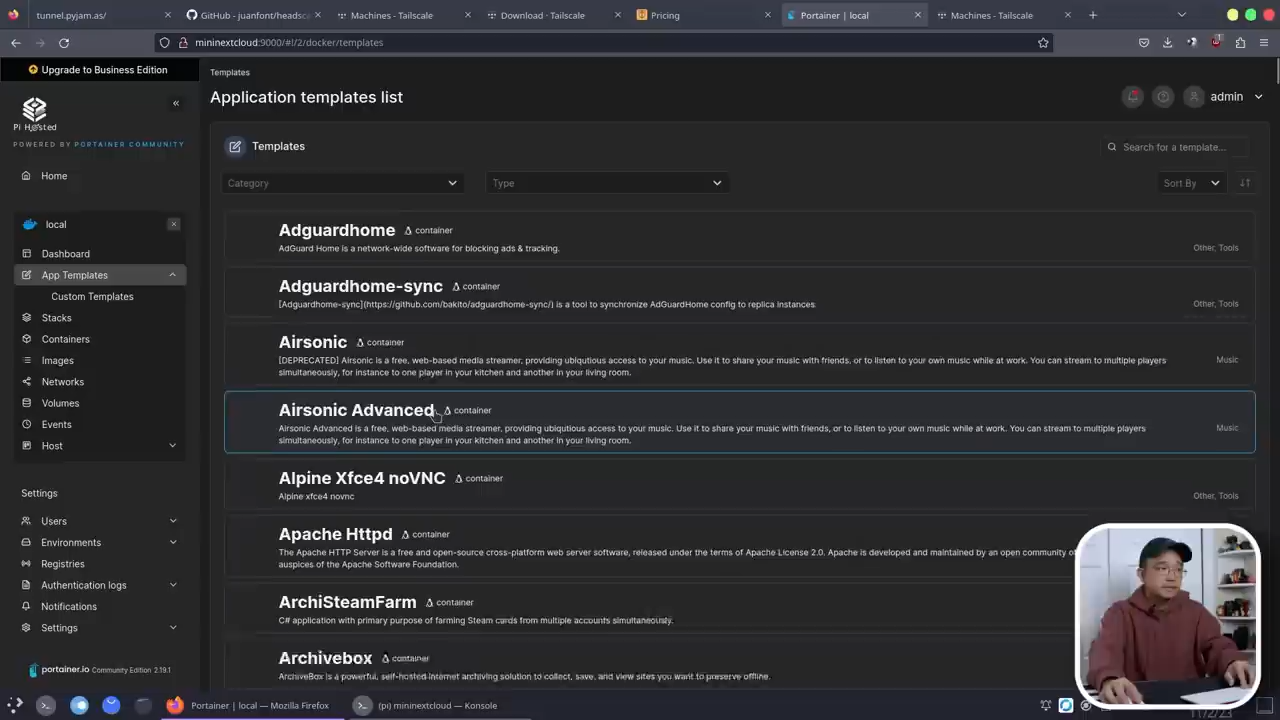 tunnel.pyjam.as/
GitHub - juanfont/headsc
Machines - Tailscale
Download · Tailscale
Pricing
Portainer | local
Machines - Tailscale
mininextcloud:9000/#!/2/docker/templates
Upgrade to Business Edition
Pi Hosted
POWERED BY PORTAINER COMMUNITY
Home
local
Dashboard
App Templates
Custom Templates
Stacks
Containers
Images
Networks
Volumes
Events
Host
Settings
Users
Environments
Registries
Authentication logs
Notifications
Settings
portainer.io Community Edition 2.19.1
Templates
Application templates list
admin
Templates
Search for a template...
Category
Type
Sort By
Adguardhome container
AdGuard Home is a network-wide software for blocking ads & tracking.
Other, Tools
Adguardhome-sync container
[Adguardhome-sync](https://github.com/bakito/adguardhome-sync/) is a tool to synchronize AdGuardHome config to replica instances
Other, Tools
Airsonic container
[DEPRECATED] Airsonic is a free, web-based media streamer, providing ubiqutious access to your music. Use it to share your music with friends, or to listen to your own music while at work. You can stream to multiple players
simultaneously, for instance to one player in your kitchen and another in your living room.
Music
Airsonic Advanced container
Airsonic Advanced is a free, web-based media streamer, providing ubiqutious access to your music. Use it to share your music with friends, or to listen to your own music while at work. You can stream to multiple players
simultaneously, for instance to one player in your kitchen and another in your living room.
Music
Alpine Xfce4 noVNC container
Alpine xfce4 novnc
Other, Tools
Apache Httpd container
The Apache HTTP Server is a free and open-source cross-platform web server software, released under the terms of Apache License 2.0. Apache is developed and maintained by an open community of
auspices of the Apache Software Foundation.
ArchiSteamFarm container
C# application with primary purpose of farming Steam cards from multiple accounts simultaneously.
Archivebox container
ArchiveBox is a powerful, self-hosted internet archiving solution to collect, save, and view sites you want to preserve offline.
Portainer | local — Mozilla Firefox
(pi) mininextcloud — Konsole